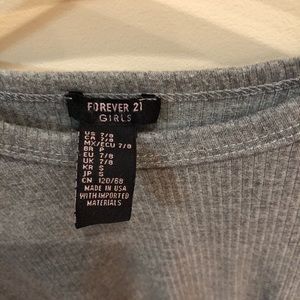 FOREVER 21
GIRLS
US 7/8
CA 7/8
MX/ECU 7/8
BR P
EU 7/8
UK 7/8
KR S
JP S
CN 120/68
MADE IN USA
WITH IMPORTED
MATERIALS